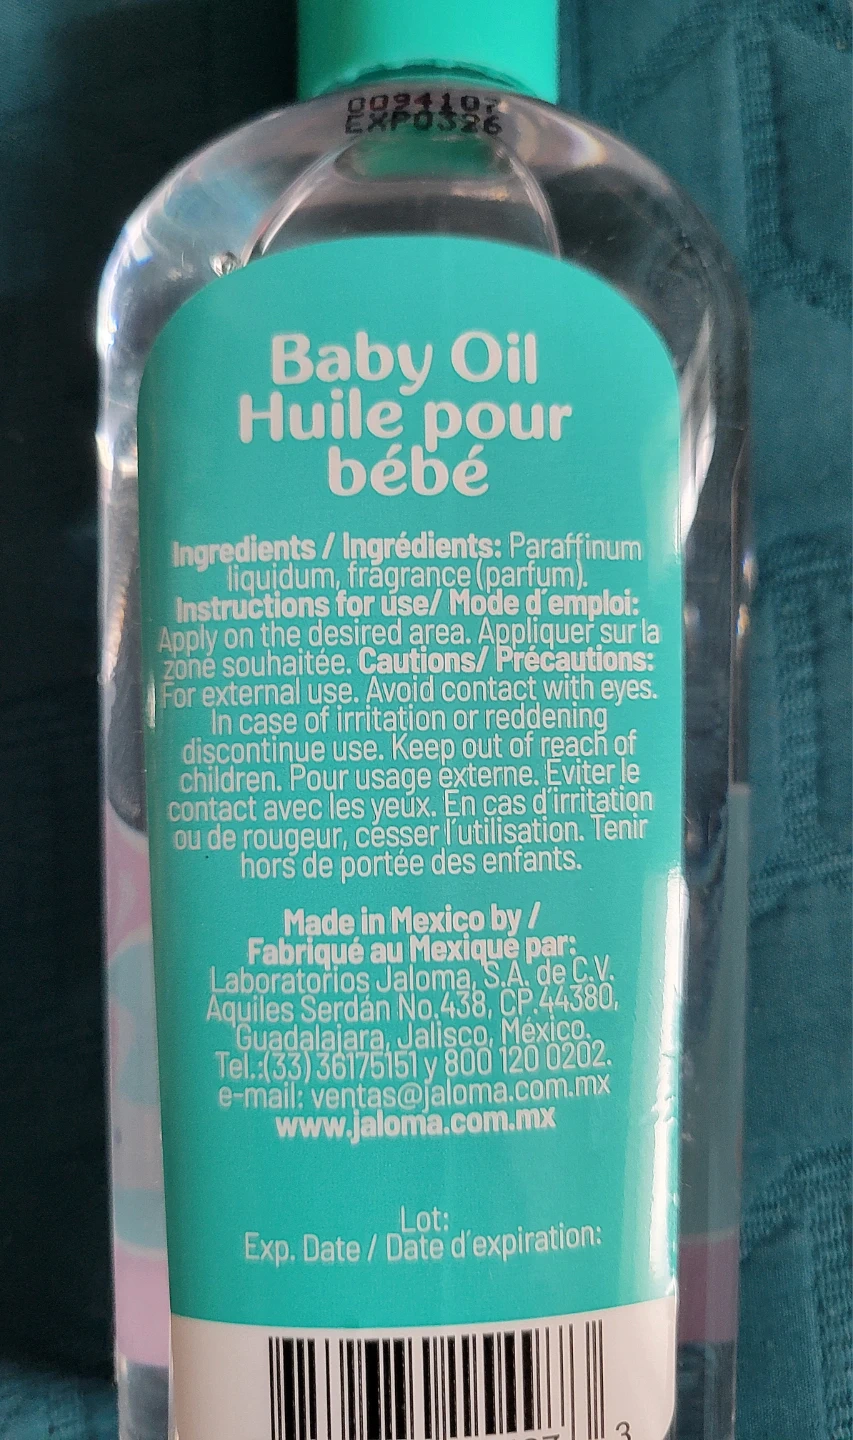 0094107
EXP0326
Baby Oil
Huile pour
bébé
Ingredients / Ingrédients: Paraffinum
liquidum, fragrance (parfum).
Instructions for use/ Mode d´emploi:
Apply on the desired area. Appliquer sur la
zone souhaitée. Cautions/ Précautions:
For external use. Avoid contact with eyes.
In case of irritation or reddening
discontinue use. Keep out of reach of
children. Pour usage externe. Éviter le
contact avec les yeux. En cas d´irritation
ou de rougeur, cesser l´utilisation. Tenir
hors de portée des enfants.
Made in Mexico by /
Fabriqué au Mexique par:
Laboratorios Jaloma, S.A. de C.V.
Aquiles Serdán No.438, CP.44380,
Guadalajara, Jalisco, México.
Tel.:(33) 36175151 y 800 120 0202.
e-mail: ventas@jaloma.com.mx
www.jaloma.com.mx
Lot:
Exp. Date / Date d´expiration:
3